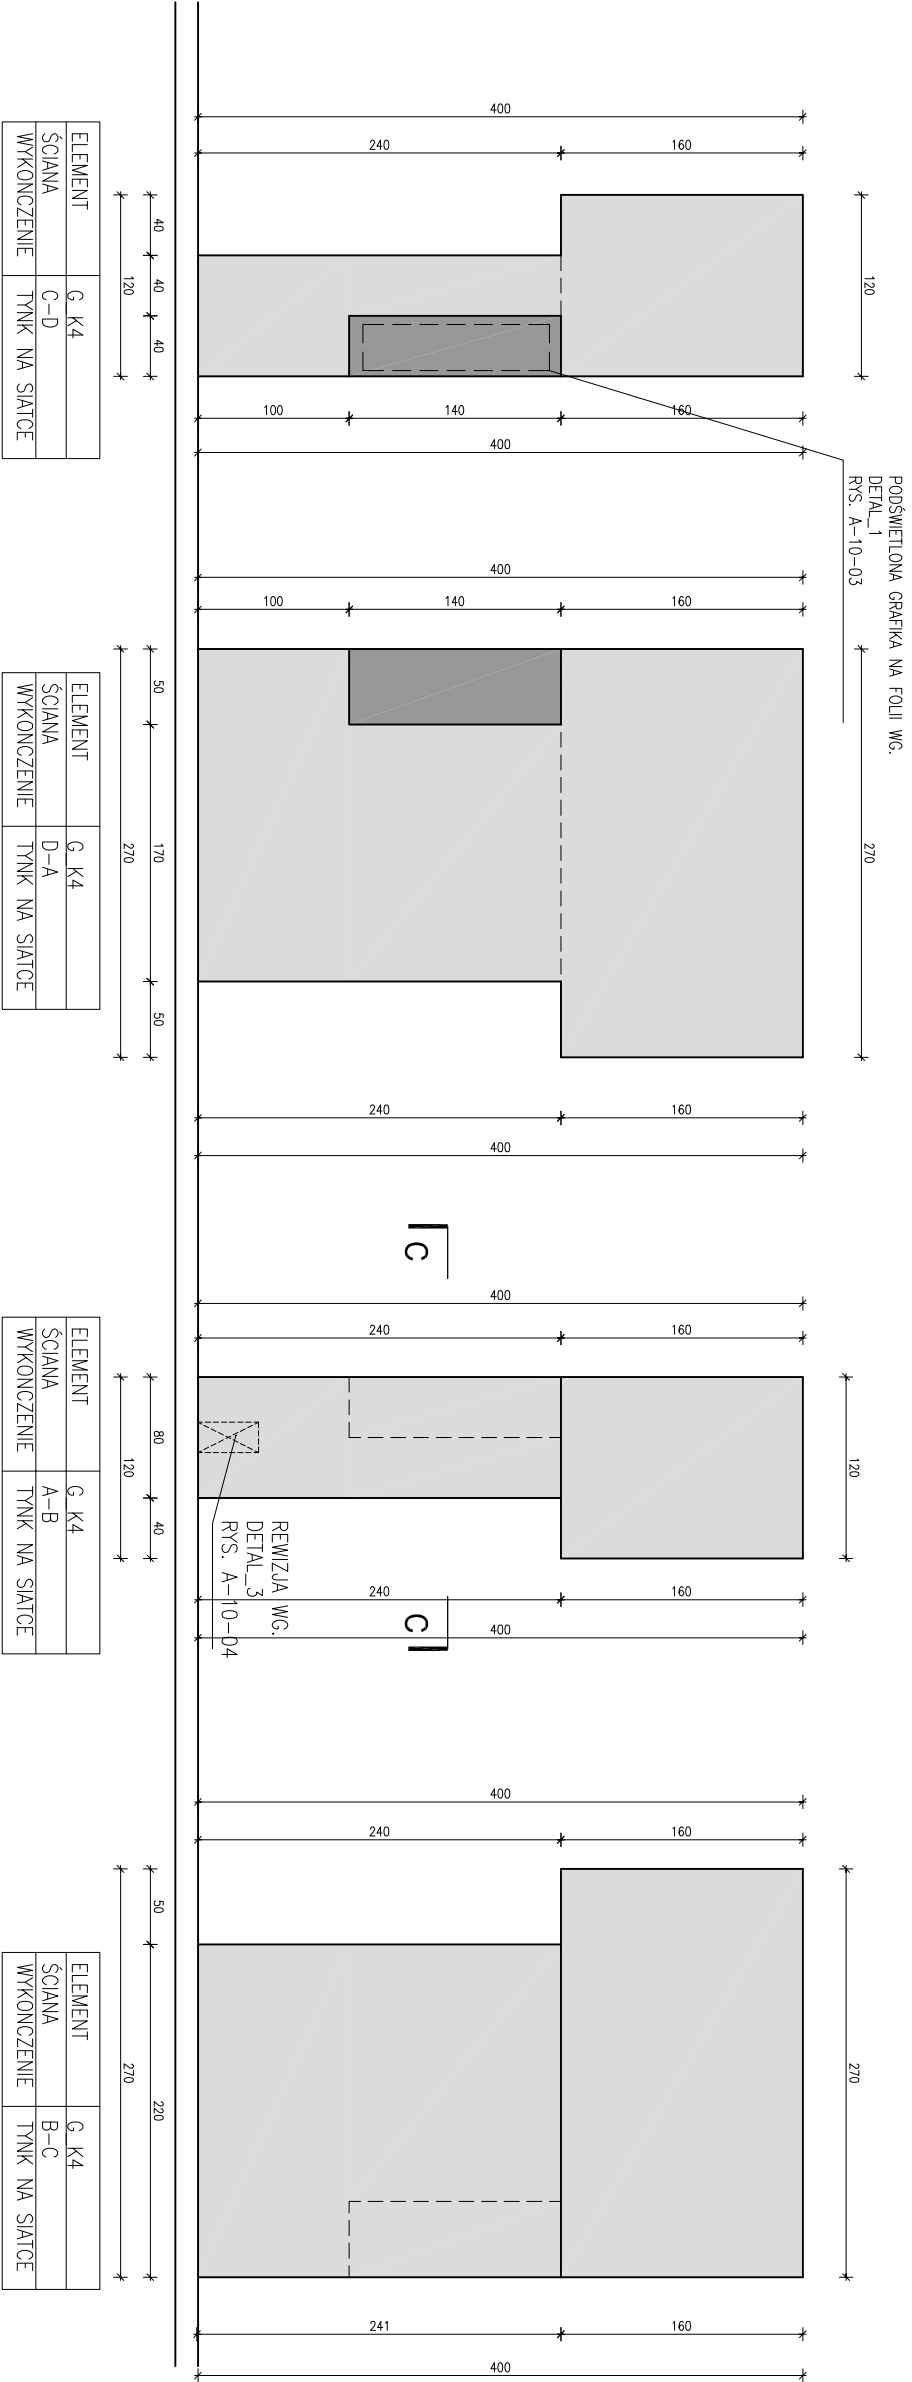 400
240
160
120
40
40
40
120
100
140
160
400
PODŚWIETLONA GRAFIKA NA FOLII WG.
DETAL_1
RYS. A-10-03
ELEMENT G_K4
ŚCIANA C-D
WYKONCZENIE TYNK NA SIATCE
400
100
140
160
270
50
170
50
270
240
160
400
ELEMENT G_K4
ŚCIANA D-A
WYKONCZENIE TYNK NA SIATCE
C
400
240
160
120
80
40
120
240
160
400
C
REWIZJA WG.
DETAL_3
RYS. A-10-04
ELEMENT G_K4
ŚCIANA A-B
WYKONCZENIE TYNK NA SIATCE
400
240
160
270
50
220
270
241
160
400
ELEMENT G_K4
ŚCIANA B-C
WYKONCZENIE TYNK NA SIATCE